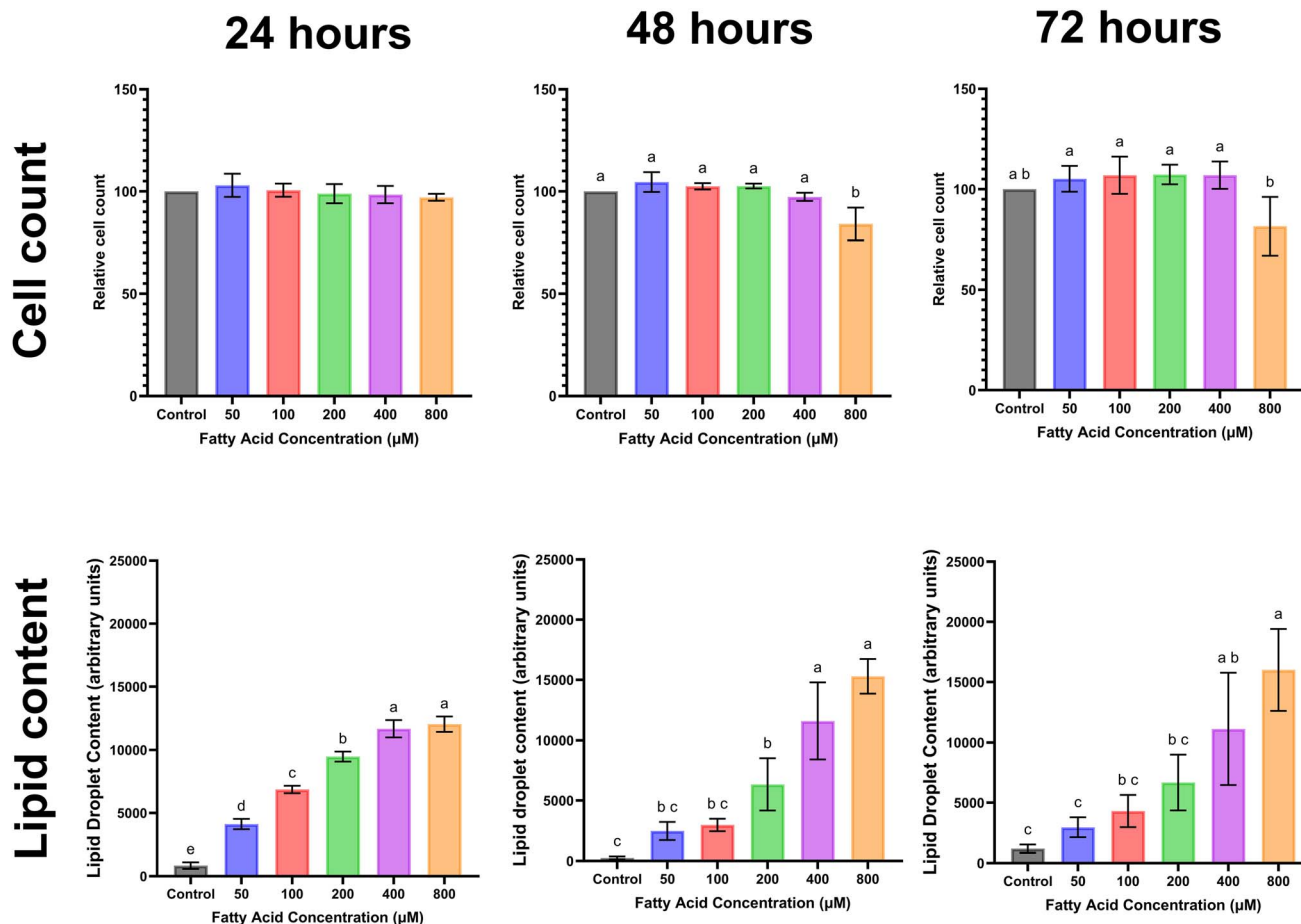 24 hours
48 hours
72 hours
Cell count
Relative cell count
150
100
50
0
Control 50 100 200 400 800
Fatty Acid Concentration (µM)
Relative cell count
150
100
50
0
a a a a a b
Control 50 100 200 400 800
Fatty Acid Concentration (µM)
Relative cell count
150
100
50
0
a b a a a a b
Control 50 100 200 400 800
Fatty Acid Concentration (µM)
Lipid content
Lipid Droplet Content (arbitrary units)
25000
20000
15000
10000
5000
0
e d c b a a
Control 50 100 200 400 800
Fatty Acid Concentration (µM)
Lipid droplet content (arbitrary units)
25000
20000
15000
10000
5000
0
c b c b c b a a
Control 50 100 200 400 800
Fatty Acid Concentration (µM)
Lipid Droplet Content (arbitrary units)
25000
20000
15000
10000
5000
0
c c b c b c a b a
Control 50 100 200 400 800
Fatty Acid Concentration (µM)